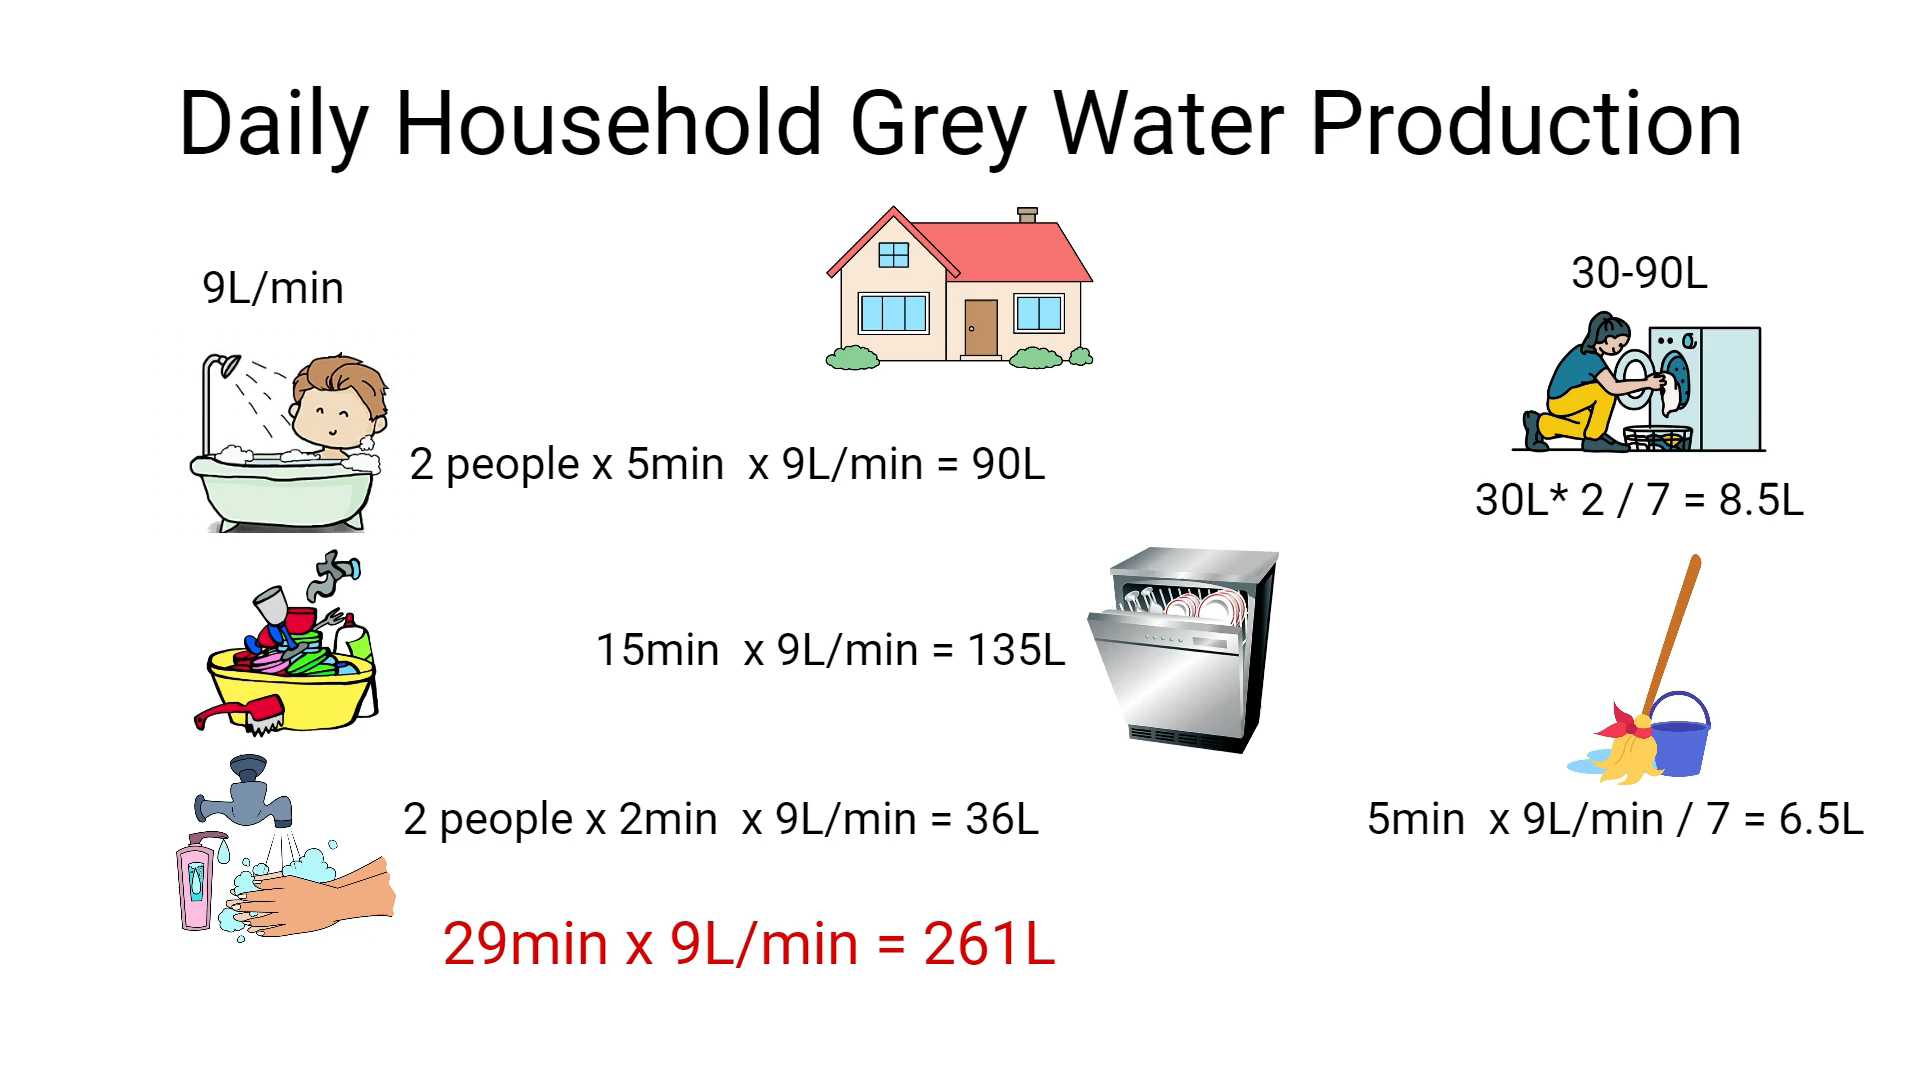 Daily Household Grey Water Production
9L/min
30-90L
2 people x 5min  x 9L/min = 90L
30L* 2 / 7 = 8.5L
15min  x 9L/min = 135L
2 people x 2min  x 9L/min = 36L
5min  x 9L/min / 7 = 6.5L
29min x 9L/min = 261L